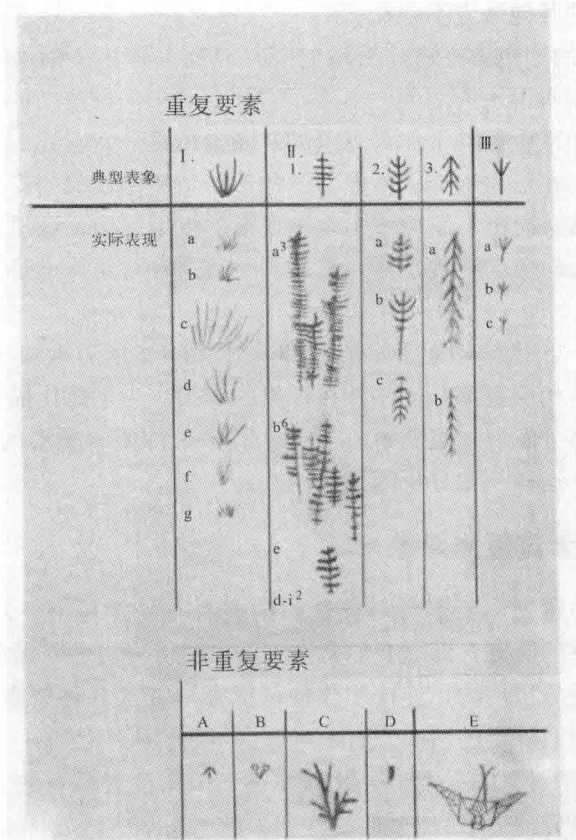 重复要素
Ⅰ. Ⅱ. Ⅲ.
典型表象 1. 2. 3.
实际表现 a a³ a a a
b b b
c c
c
d b
e b⁶
f
g
e
d-i²
非重复要素
A B C D E